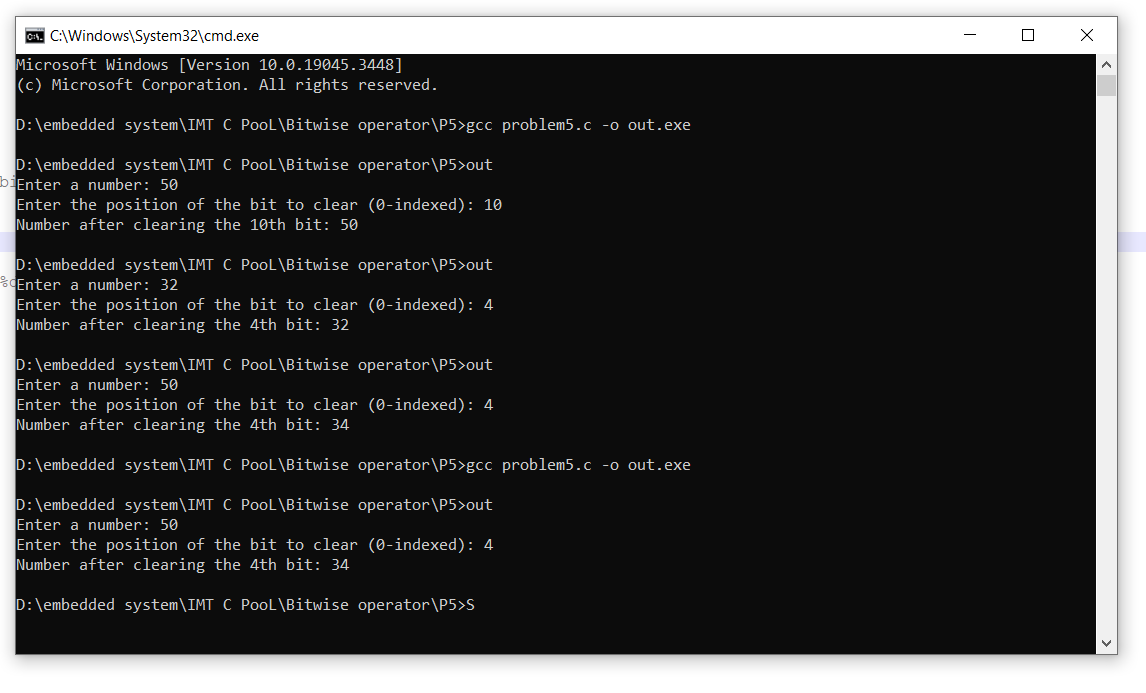 C:\Windows\System32\cmd.exe
Microsoft Windows [Version 10.0.19045.3448]
(c) Microsoft Corporation. All rights reserved.
D:\embedded system\IMT C PooL\Bitwise operator\P5>gcc problem5.c -o out.exe
D:\embedded system\IMT C PooL\Bitwise operator\P5>out
Enter a number: 50
Enter the position of the bit to clear (0-indexed): 10
Number after clearing the 10th bit: 50
D:\embedded system\IMT C PooL\Bitwise operator\P5>out
Enter a number: 32
Enter the position of the bit to clear (0-indexed): 4
Number after clearing the 4th bit: 32
D:\embedded system\IMT C PooL\Bitwise operator\P5>out
Enter a number: 50
Enter the position of the bit to clear (0-indexed): 4
Number after clearing the 4th bit: 34
D:\embedded system\IMT C PooL\Bitwise operator\P5>gcc problem5.c -o out.exe
D:\embedded system\IMT C PooL\Bitwise operator\P5>out
Enter a number: 50
Enter the position of the bit to clear (0-indexed): 4
Number after clearing the 4th bit: 34
D:\embedded system\IMT C PooL\Bitwise operator\P5>S